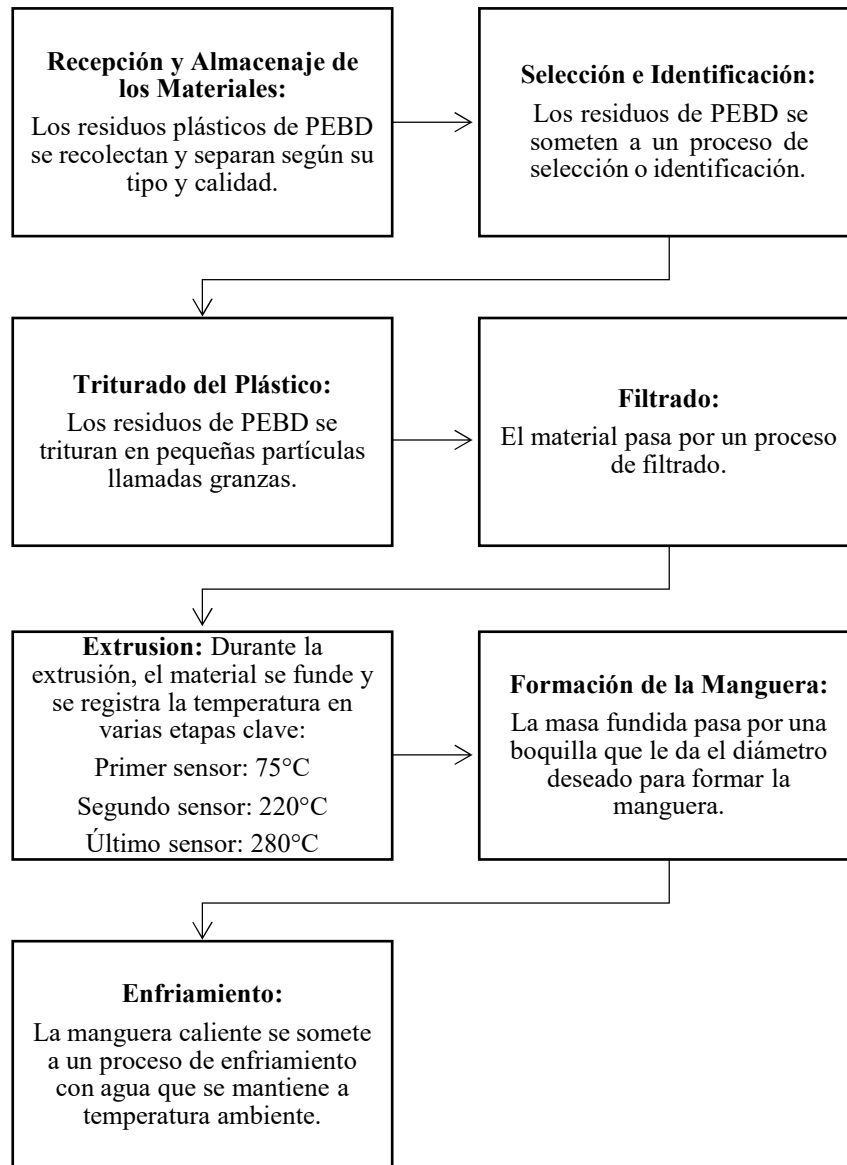 Recepción y Almacenaje de
los Materiales:
Los residuos plásticos de PEBD
se recolectan y separan según su
tipo y calidad.
Selección e Identificación:
Los residuos de PEBD se
someten a un proceso de
selección o identificación.
Triturado del Plástico:
Los residuos de PEBD se
trituran en pequeñas partículas
llamadas granzas.
Filtrado:
El material pasa por un proceso
de filtrado.
Extrusion: Durante la
extrusión, el material se funde y
se registra la temperatura en
varias etapas clave:
Primer sensor: 75°C
Segundo sensor: 220°C
Último sensor: 280°C
Formación de la Manguera:
La masa fundida pasa por una
boquilla que le da el diámetro
deseado para formar la
manguera.
Enfriamiento:
La manguera caliente se somete
a un proceso de enfriamiento
con agua que se mantiene a
temperatura ambiente.